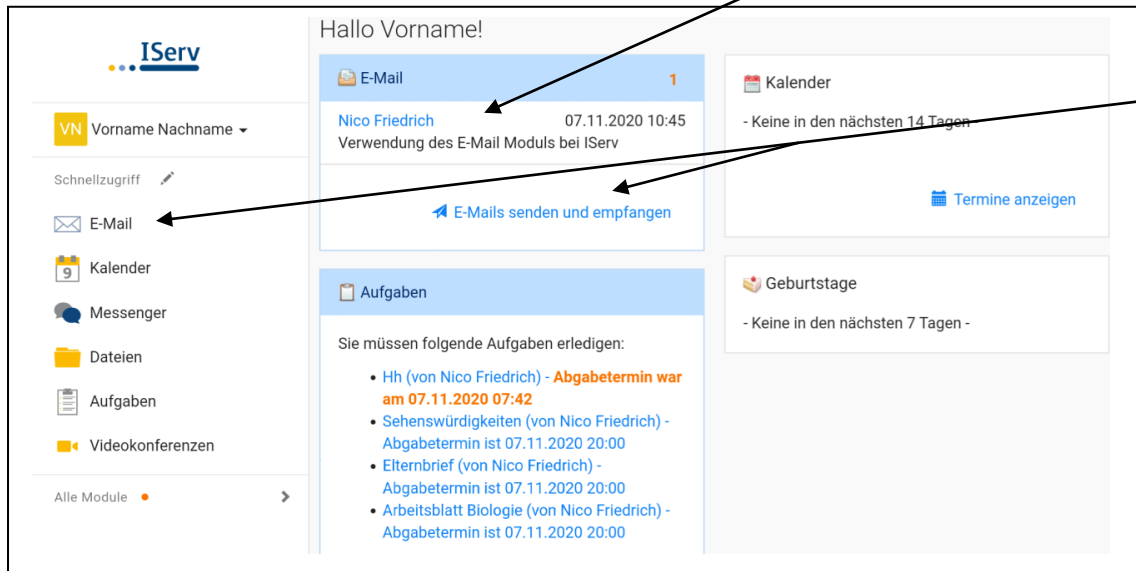 IServ
VN Vorname Nachname
Schnellzugriff
E-Mail
9 Kalender
Messenger
Dateien
Aufgaben
Videokonferenzen
Alle Module
Hallo Vorname!
E-Mail 1
Nico Friedrich 07.11.2020 10:45
Verwendung des E-Mail Moduls bei IServ
E-Mails senden und empfangen
Aufgaben
Sie müssen folgende Aufgaben erledigen:
• Hh (von Nico Friedrich) - Abgabetermin war
am 07.11.2020 07:42
• Sehenswürdigkeiten (von Nico Friedrich) -
Abgabetermin ist 07.11.2020 20:00
• Elternbrief (von Nico Friedrich) -
Abgabetermin ist 07.11.2020 20:00
• Arbeitsblatt Biologie (von Nico Friedrich) -
Abgabetermin ist 07.11.2020 20:00
Kalender
- Keine in den nächsten 14 Tagen -
Termine anzeigen
Geburtstage
- Keine in den nächsten 7 Tagen -